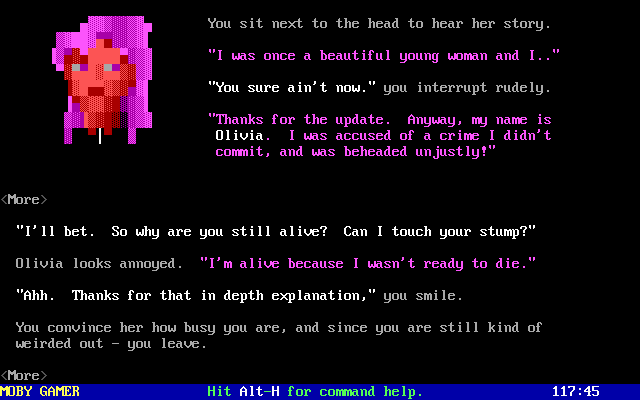 You sit next to the head to hear her story.
"I was once a beautiful young woman and I.."
"You sure ain't now." you interrupt rudely.
"Thanks for the update.  Anyway, my name is
Olivia.  I was accused of a crime I didn't
commit, and was beheaded unjustly!"
<More>
"I'll bet.  So why are you still alive?  Can I touch your stump?"
Olivia looks annoyed.  "I'm alive because I wasn't ready to die."
"Ahh.  Thanks for that in depth explanation," you smile.
You convince her how busy you are, and since you are still kind of
weirded out - you leave.
<More>
MOBY GAMER Hit Alt-H for command help. 117:45